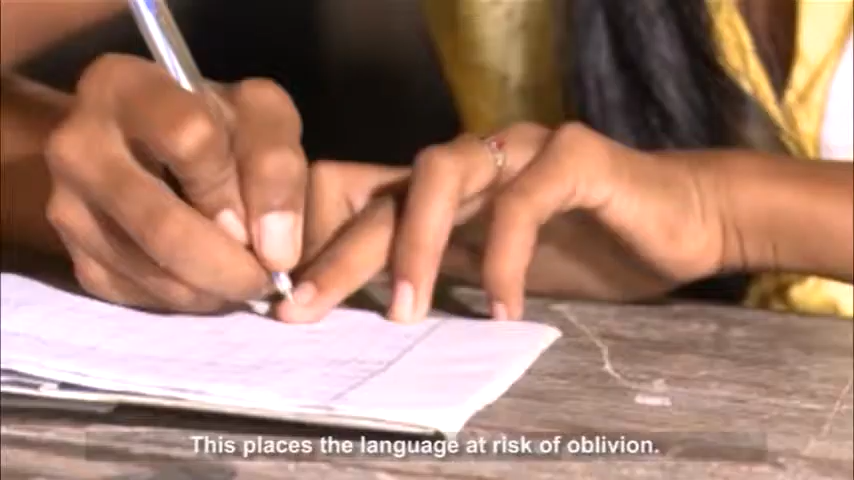 This places the language at risk of oblivion.